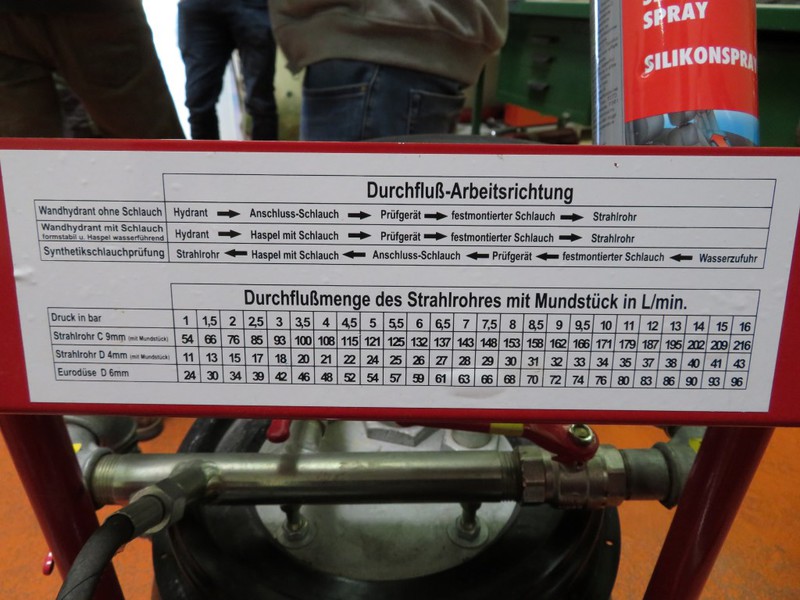 SPRAY
SILIKONSPRAY
Durchfluß-Arbeitsrichtung
Wandhydrant ohne Schlauch Hydrant → Anschluss-Schlauch → Prüfgerät → festmontierter Schlauch → Strahlrohr
Wandhydrant mit Schlauch
formstabil u. Haspel wasserführend Hydrant → Haspel mit Schlauch → Prüfgerät → festmontierter Schlauch → Strahlrohr
Synthetikschlauchprüfung Strahlrohr ← Haspel mit Schlauch ← Anschluss-Schlauch ← Prüfgerät ← festmontierter Schlauch ← Wasserzufuhr
Durchflußmenge des Strahlrohres mit Mundstück in L/min.
Druck in bar 1 1,5 2 2,5 3 3,5 4 4,5 5 5,5 6 6,5 7 7,5 8 8,5 9 9,5 10 11 12 13 14 15 16
Strahlrohr C 9mm (mit Mundstück) 54 66 76 85 93 100 108 115 121 125 132 137 143 148 153 158 162 166 171 179 187 195 202 209 216
Strahlrohr D 4mm (mit Mundstück) 11 13 15 17 18 20 21 22 24 25 26 27 28 29 30 31 32 33 34 35 37 38 40 41 43
Eurodüse D 6mm 24 30 34 39 42 46 48 52 54 57 59 61 63 66 68 70 72 74 76 80 83 86 90 93 96